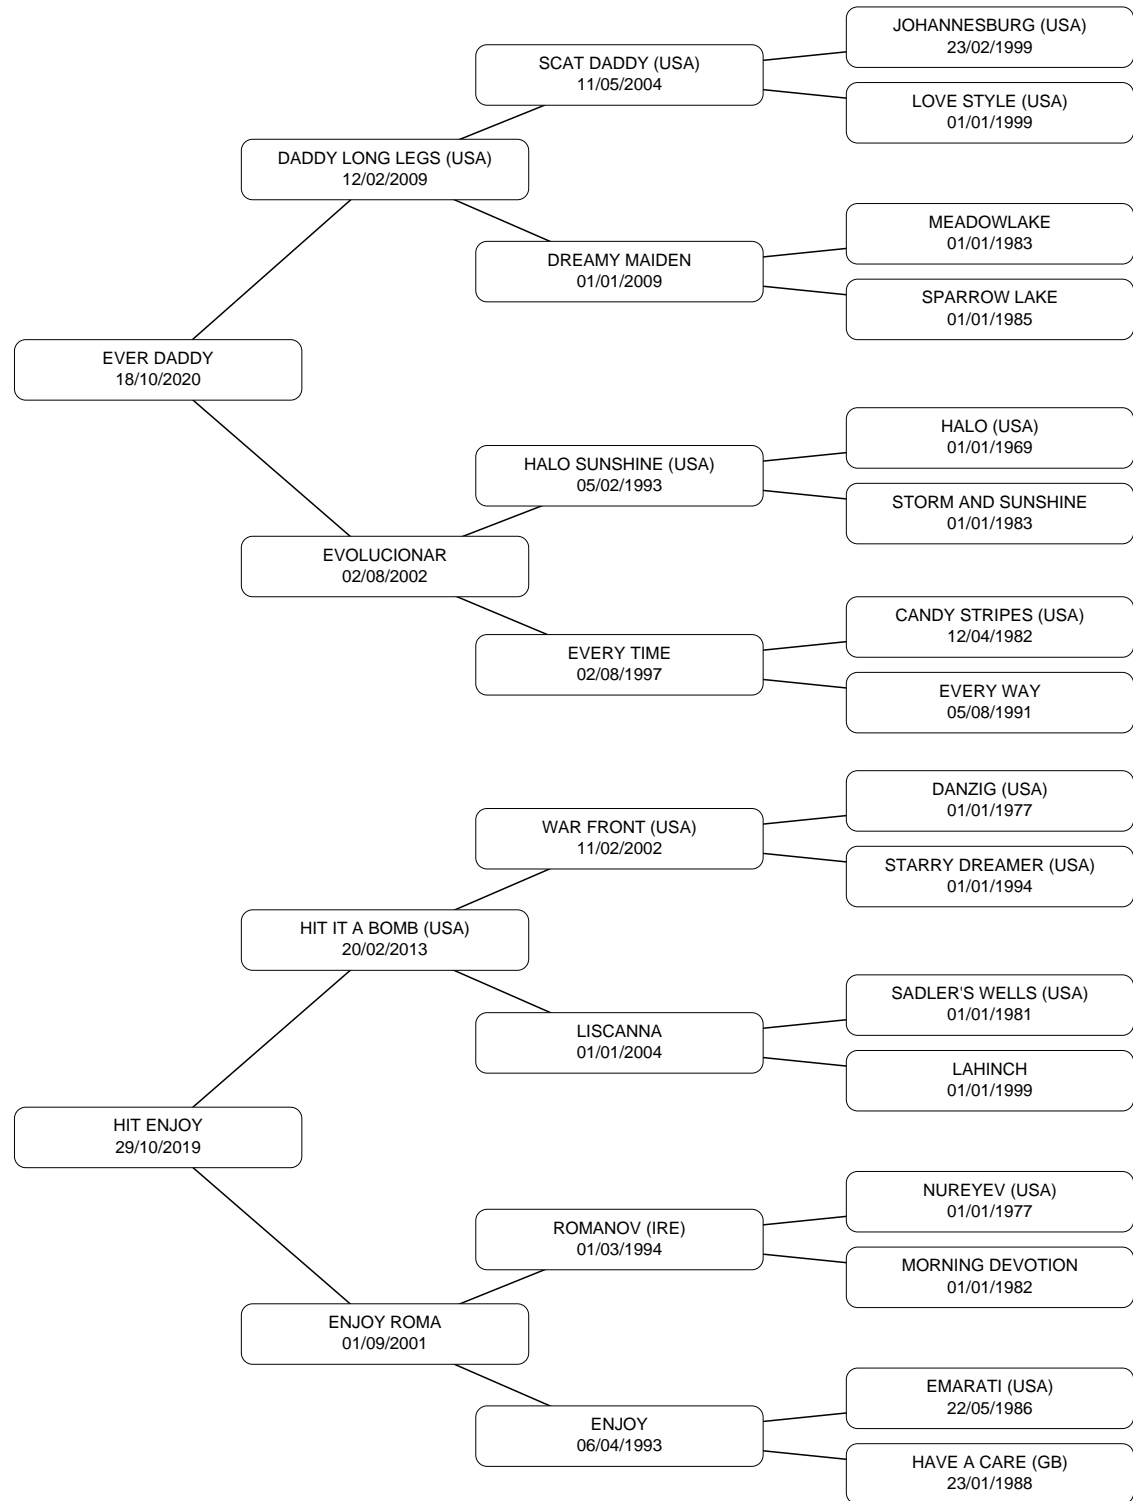 JOHANNESBURG (USA)
23/02/1999
SCAT DADDY (USA)
11/05/2004
LOVE STYLE (USA)
01/01/1999
DADDY LONG LEGS (USA)
12/02/2009
MEADOWLAKE
01/01/1983
DREAMY MAIDEN
01/01/2009
SPARROW LAKE
01/01/1985
EVER DADDY
18/10/2020
HALO (USA)
01/01/1969
HALO SUNSHINE (USA)
05/02/1993
STORM AND SUNSHINE
01/01/1983
EVOLUCIONAR
02/08/2002
CANDY STRIPES (USA)
12/04/1982
EVERY TIME
02/08/1997
EVERY WAY
05/08/1991
DANZIG (USA)
01/01/1977
WAR FRONT (USA)
11/02/2002
STARRY DREAMER (USA)
01/01/1994
HIT IT A BOMB (USA)
20/02/2013
SADLER'S WELLS (USA)
01/01/1981
LISCANNA
01/01/2004
LAHINCH
01/01/1999
HIT ENJOY
29/10/2019
NUREYEV (USA)
01/01/1977
ROMANOV (IRE)
01/03/1994
MORNING DEVOTION
01/01/1982
ENJOY ROMA
01/09/2001
EMARATI (USA)
22/05/1986
ENJOY
06/04/1993
HAVE A CARE (GB)
23/01/1988